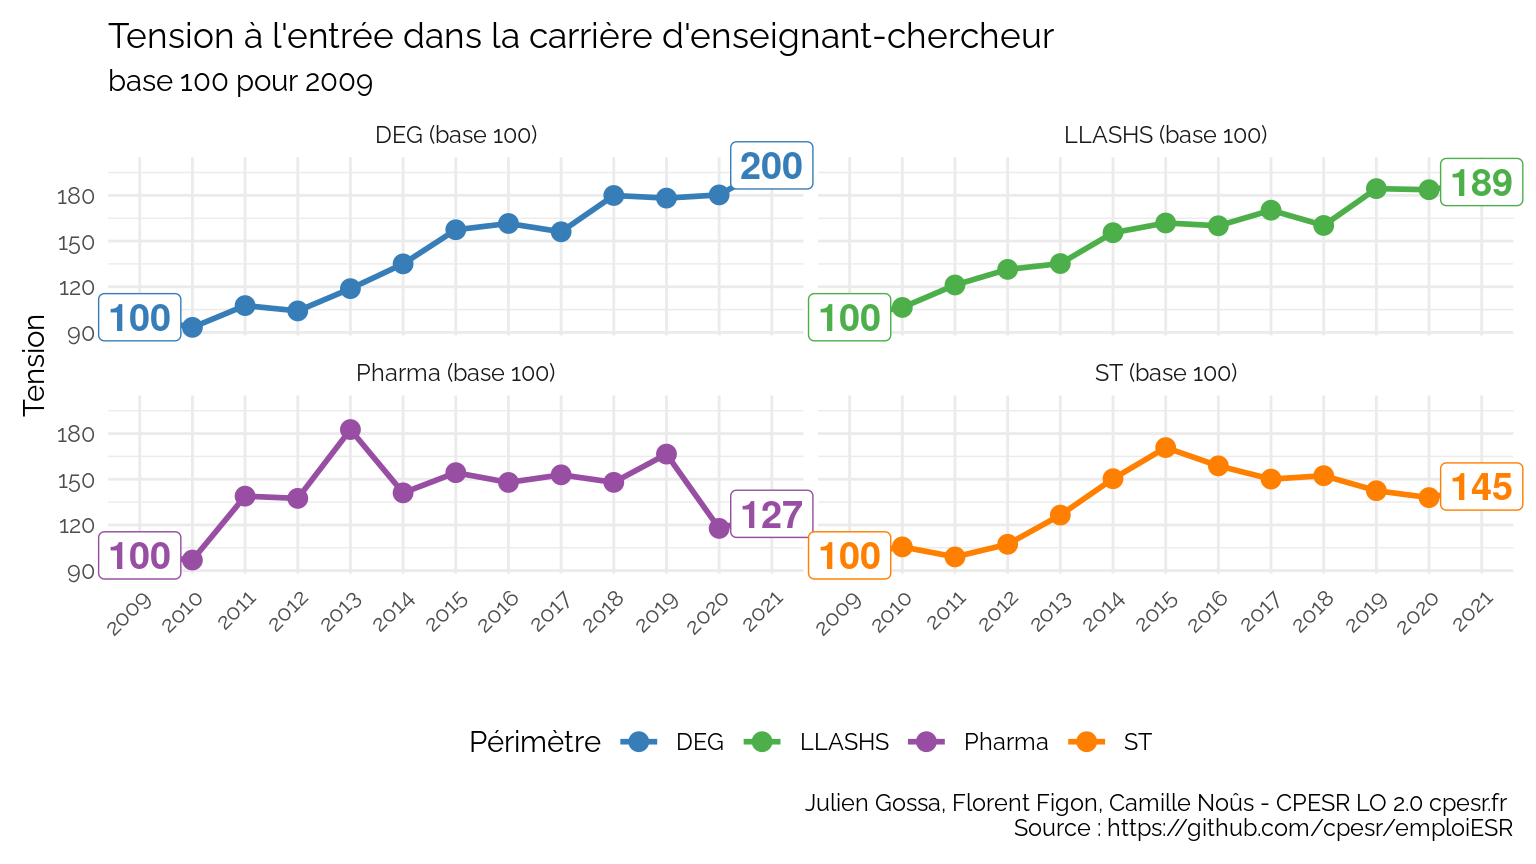 Tension à l'entrée dans la carrière d'enseignant-chercheur
base 100 pour 2009
DEG (base 100)
LLASHS (base 100)
180
150
120
90
100
200
100
189
Tension
Pharma (base 100)
ST (base 100)
180
150
120
90
100
127
100
145
2009 2010 2011 2012 2013 2014 2015 2016 2017 2018 2019 2020 2021
2009 2010 2011 2012 2013 2014 2015 2016 2017 2018 2019 2020 2021
Périmètre DEG LLASHS Pharma ST
Julien Gossa, Florent Figon, Camille Noûs - CPESR LO 2.0 cpesr.fr
Source : https://github.com/cpesr/emploiESR